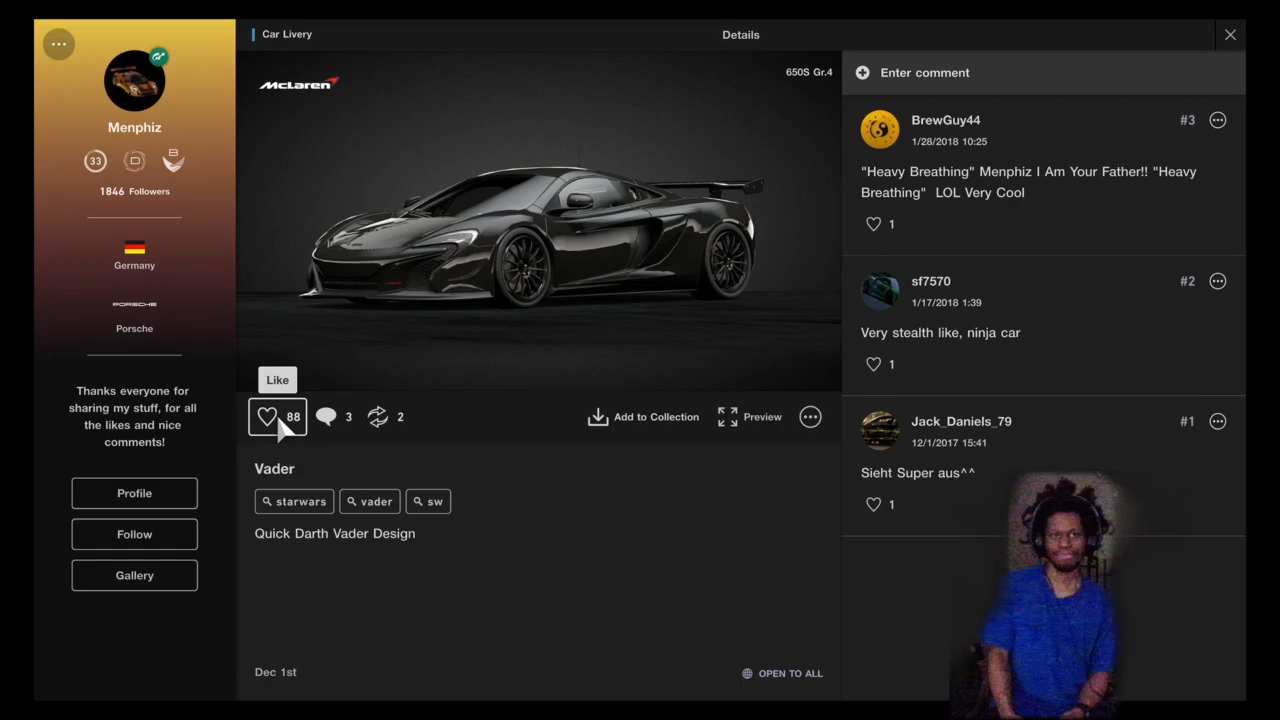 Car Livery
Details
Menphiz
33
D
B
1846 Followers
Germany
PORSCHE
Porsche
Thanks everyone for
sharing my stuff, for all
the likes and nice
comments!
Profile
Follow
Gallery
McLaren
650S Gr.4
Like
88
3
2
Add to Collection
Preview
Vader
starwars
vader
sw
Quick Darth Vader Design
Dec 1st
OPEN TO ALL
Enter comment
BrewGuy44
#3
1/28/2018 10:25
"Heavy Breathing" Menphiz I Am Your Father!! "Heavy
Breathing" LOL Very Cool
1
sf7570
#2
1/17/2018 1:39
Very stealth like, ninja car
1
Jack_Daniels_79
#1
12/1/2017 15:41
Sieht Super aus^^
1